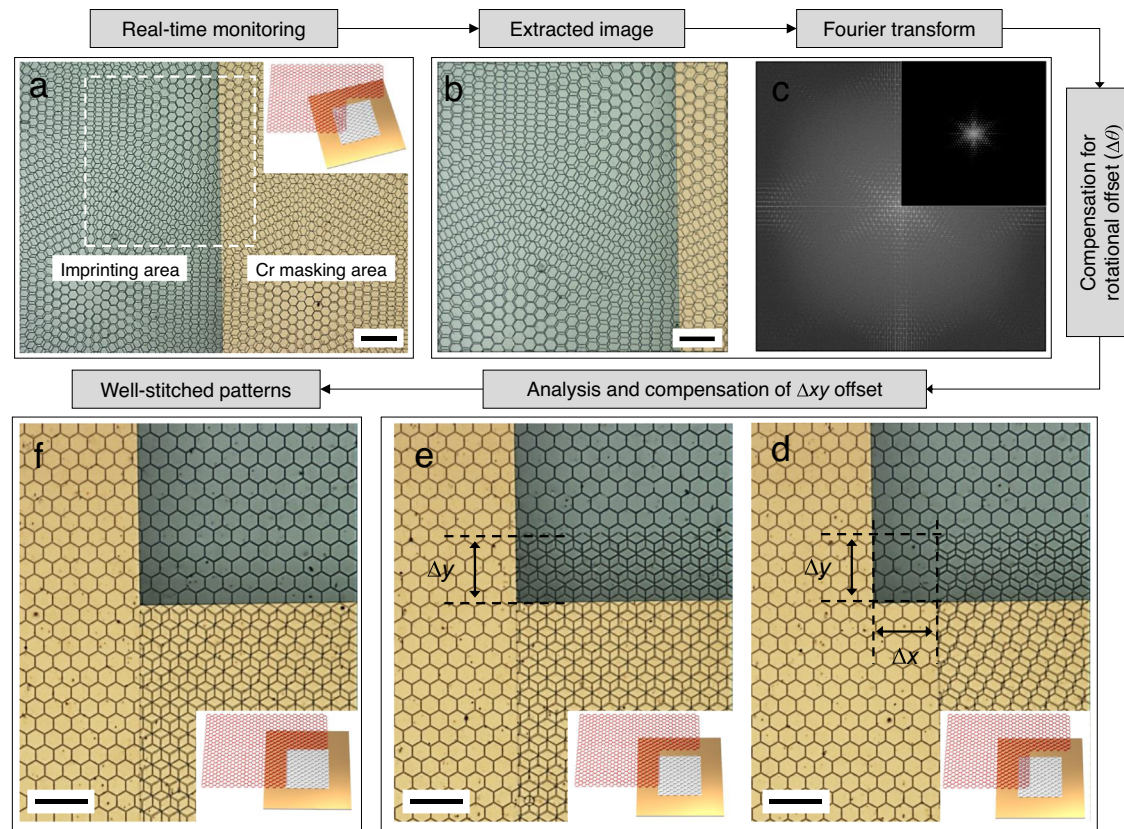 Real-time monitoring
Extracted image
Fourier transform
a
Imprinting area
Cr masking area
b
c
Compensation for
rotational offset (Δθ)
Well-stitched patterns
Analysis and compensation of Δxy offset
f
e
Δy
d
Δy
Δx